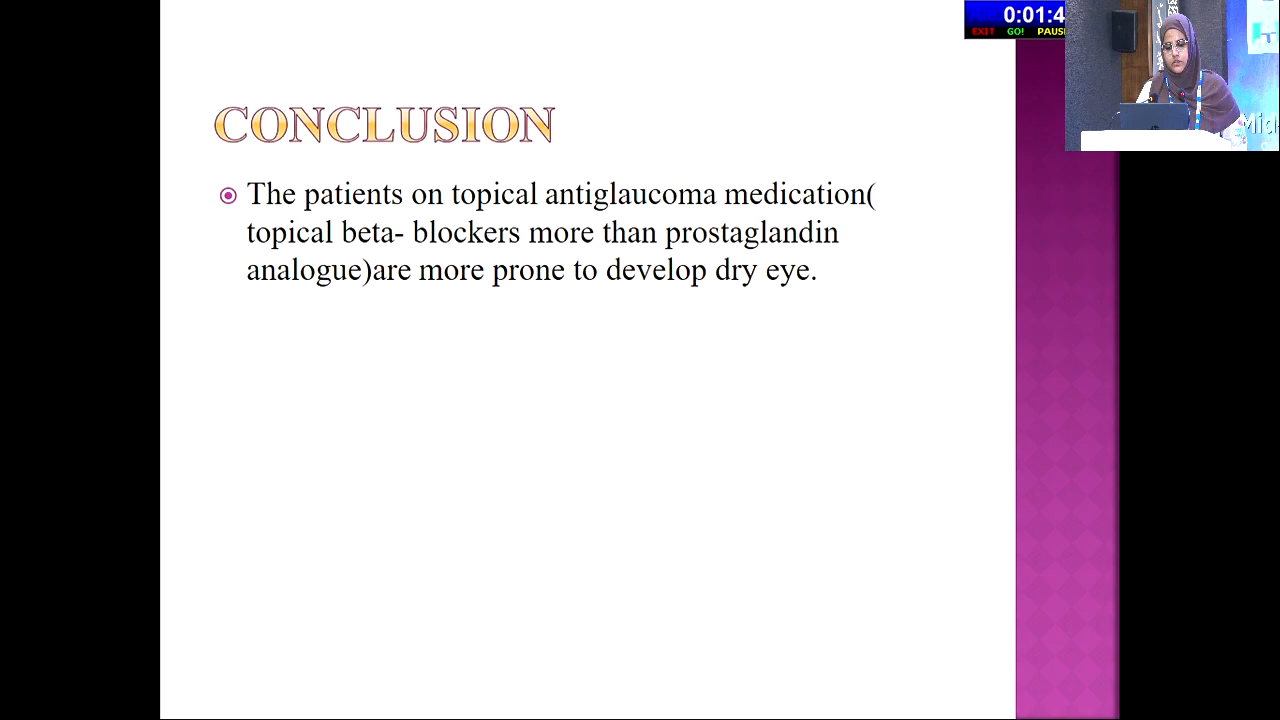 0:01:4
EXIT GO! PAUS
CONCLUSION
The patients on topical antiglaucoma medication(
topical beta- blockers more than prostaglandin
analogue)are more prone to develop dry eye.
Mid